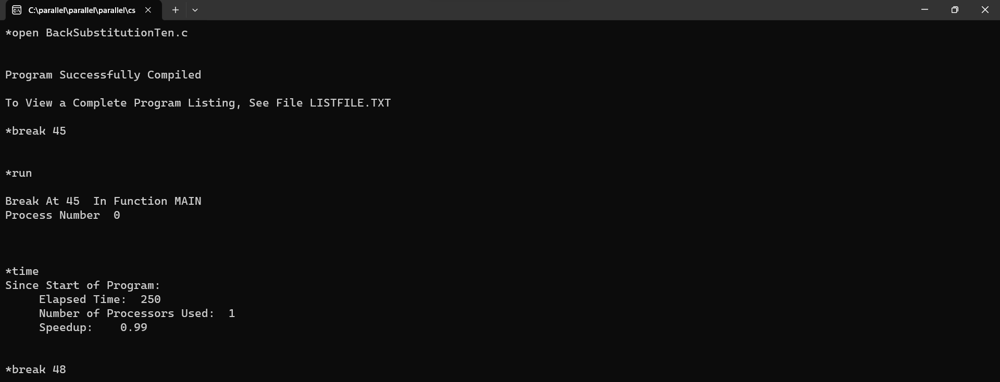 C:\parallel\parallel\parallel\cs
*open BackSubstitutionTen.c
Program Successfully Compiled
To View a Complete Program Listing, See File LISTFILE.TXT
*break 45
*run
Break At 45  In Function MAIN
Process Number  0
*time
Since Start of Program:
     Elapsed Time:  250
     Number of Processors Used:  1
     Speedup:    0.99
*break 48